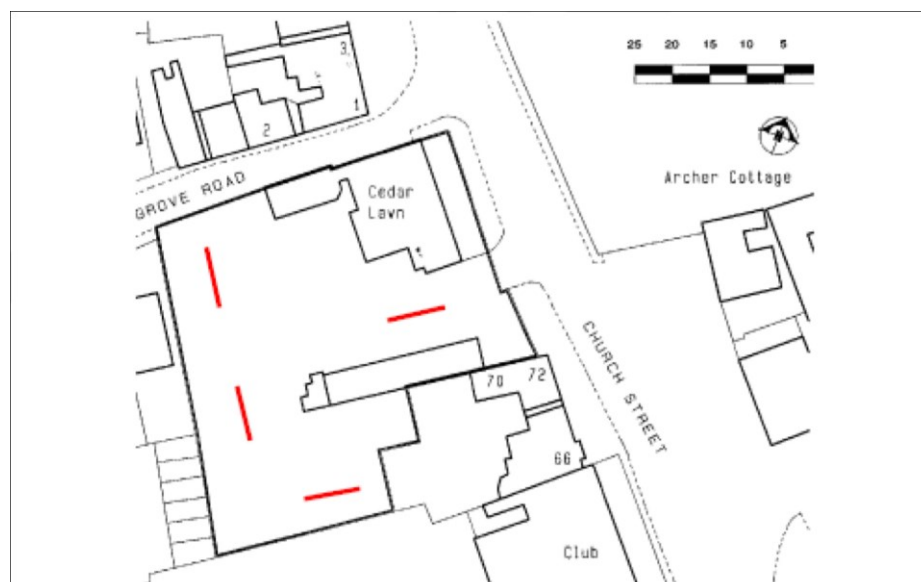 25 20 15 10 5
3
1
2
GROVE ROAD
Cedar
Lawn
N
Archer Cottage
CHURCH STREET
70 72
66
Club